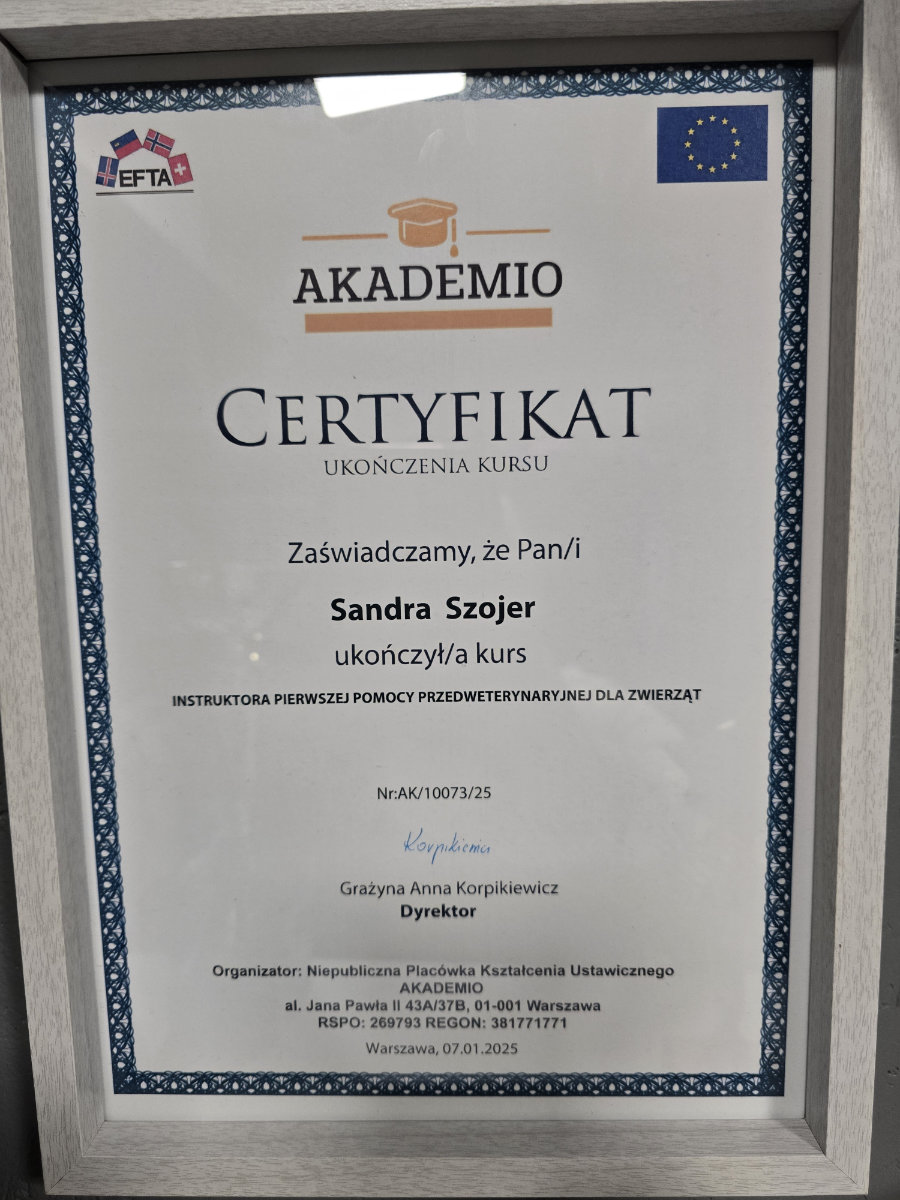 EFTA
AKADEMIO
CERTYFIKAT
UKOŃCZENIA KURSU
Zaświadczamy, że Pan/i
Sandra Szojer
ukończył/a kurs
INSTRUKTORA PIERWSZEJ POMOCY PRZEDWETERYNARYJNEJ DLA ZWIERZĄT
Nr:AK/10073/25
Korpikiewicz
Grażyna Anna Korpikiewicz
Dyrektor
Organizator: Niepubliczna Placówka Kształcenia Ustawicznego
AKADEMIO
al. Jana Pawła II 43A/37B, 01-001 Warszawa
RSPO: 269793 REGON: 381771771
Warszawa, 07.01.2025